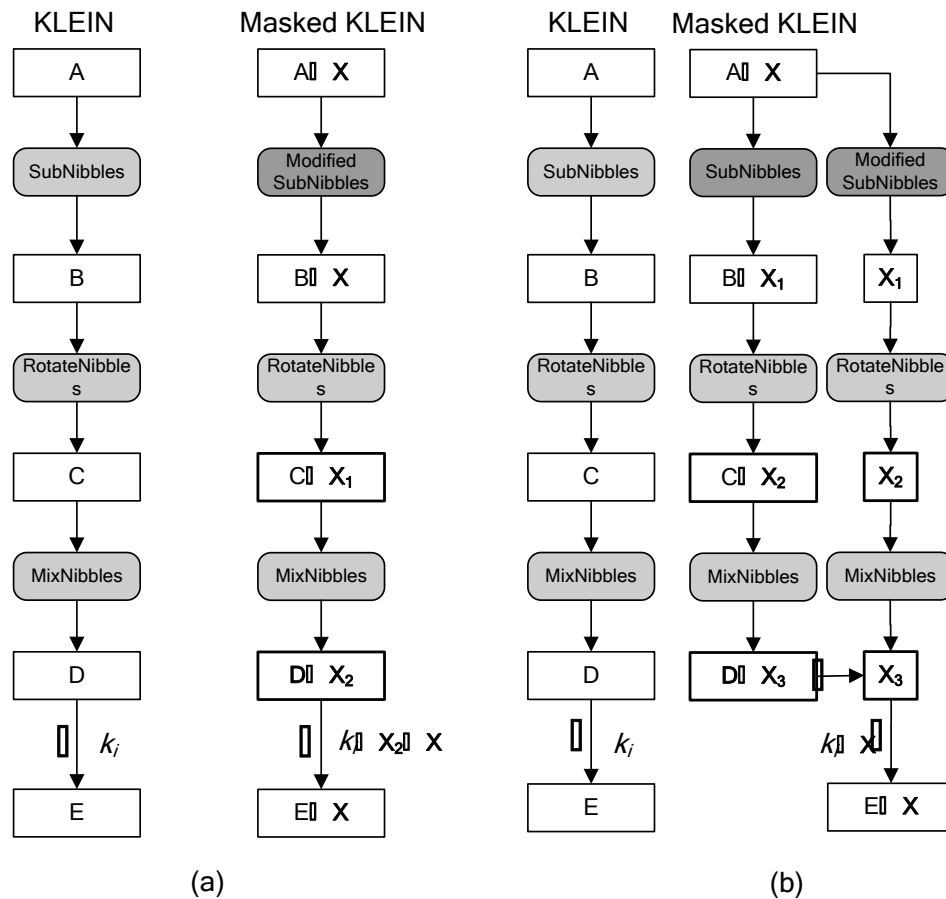 KLEIN
Masked KLEIN
A
A▯ X
SubNibbles
Modified
SubNibbles
B
B▯ X
RotateNibble
s
RotateNibble
s
C
C▯ X₁
MixNibbles
MixNibbles
D
D▯ X₂
▯ kᵢ
▯ kᵢ▯ X₂▯ X
E
E▯ X
(a)
KLEIN
Masked KLEIN
A
A▯ X
SubNibbles
SubNibbles
Modified
SubNibbles
B
B▯ X₁
X₁
RotateNibble
s
RotateNibble
s
RotateNibble
s
C
C▯ X₂
X₂
MixNibbles
MixNibbles
MixNibbles
D
D▯ X₃
▯
X₃
▯ kᵢ
kᵢ▯ X
▯
E
E▯ X
(b)